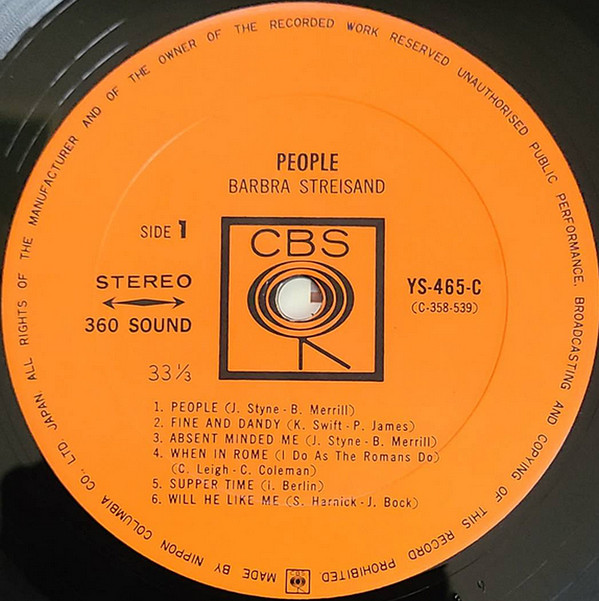 PEOPLE
BARBRA STREISAND
SIDE 1
CBS
STEREO
360 SOUND
YS-465-C
(C-358-539)
33⅓
1. PEOPLE (J. Styne - B. Merrill)
2. FINE AND DANDY (K. Swift - P. James)
3. ABSENT MINDED ME (J. Styne - B. Merrill)
4. WHEN IN ROME (I Do As The Romans Do)
(C. Leigh - C. Coleman)
5. SUPPER TIME (i. Berlin)
6. WILL HE LIKE ME (S. Harnick - J. Bock)
MADE BY NIPPON COLUMBIA CO., LTD. JAPAN. ALL RIGHTS OF THE MANUFACTURER AND OF THE OWNER OF THE RECORDED WORK RESERVED UNAUTHORISED PUBLIC PERFORMANCE, BROADCASTING AND COPYING OF THIS RECORD PROHIBITED
CBS